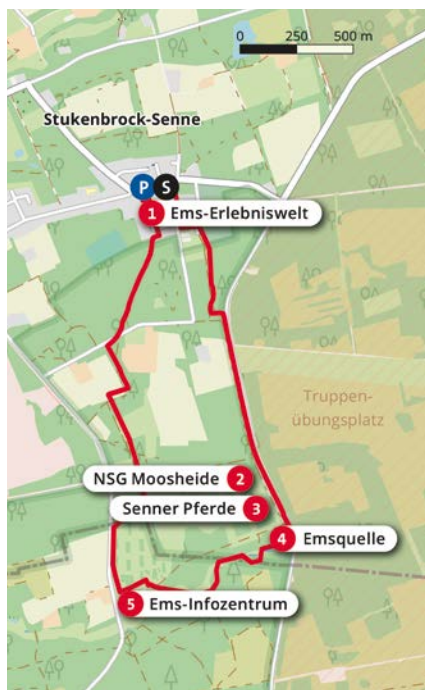 0 250 500 m
Stukenbrock-Senne
P S
1 Ems-Erlebniswelt
Truppen-
übungsplatz
NSG Moosheide 2
Senner Pferde 3
4 Emsquelle
5 Ems-Infozentrum